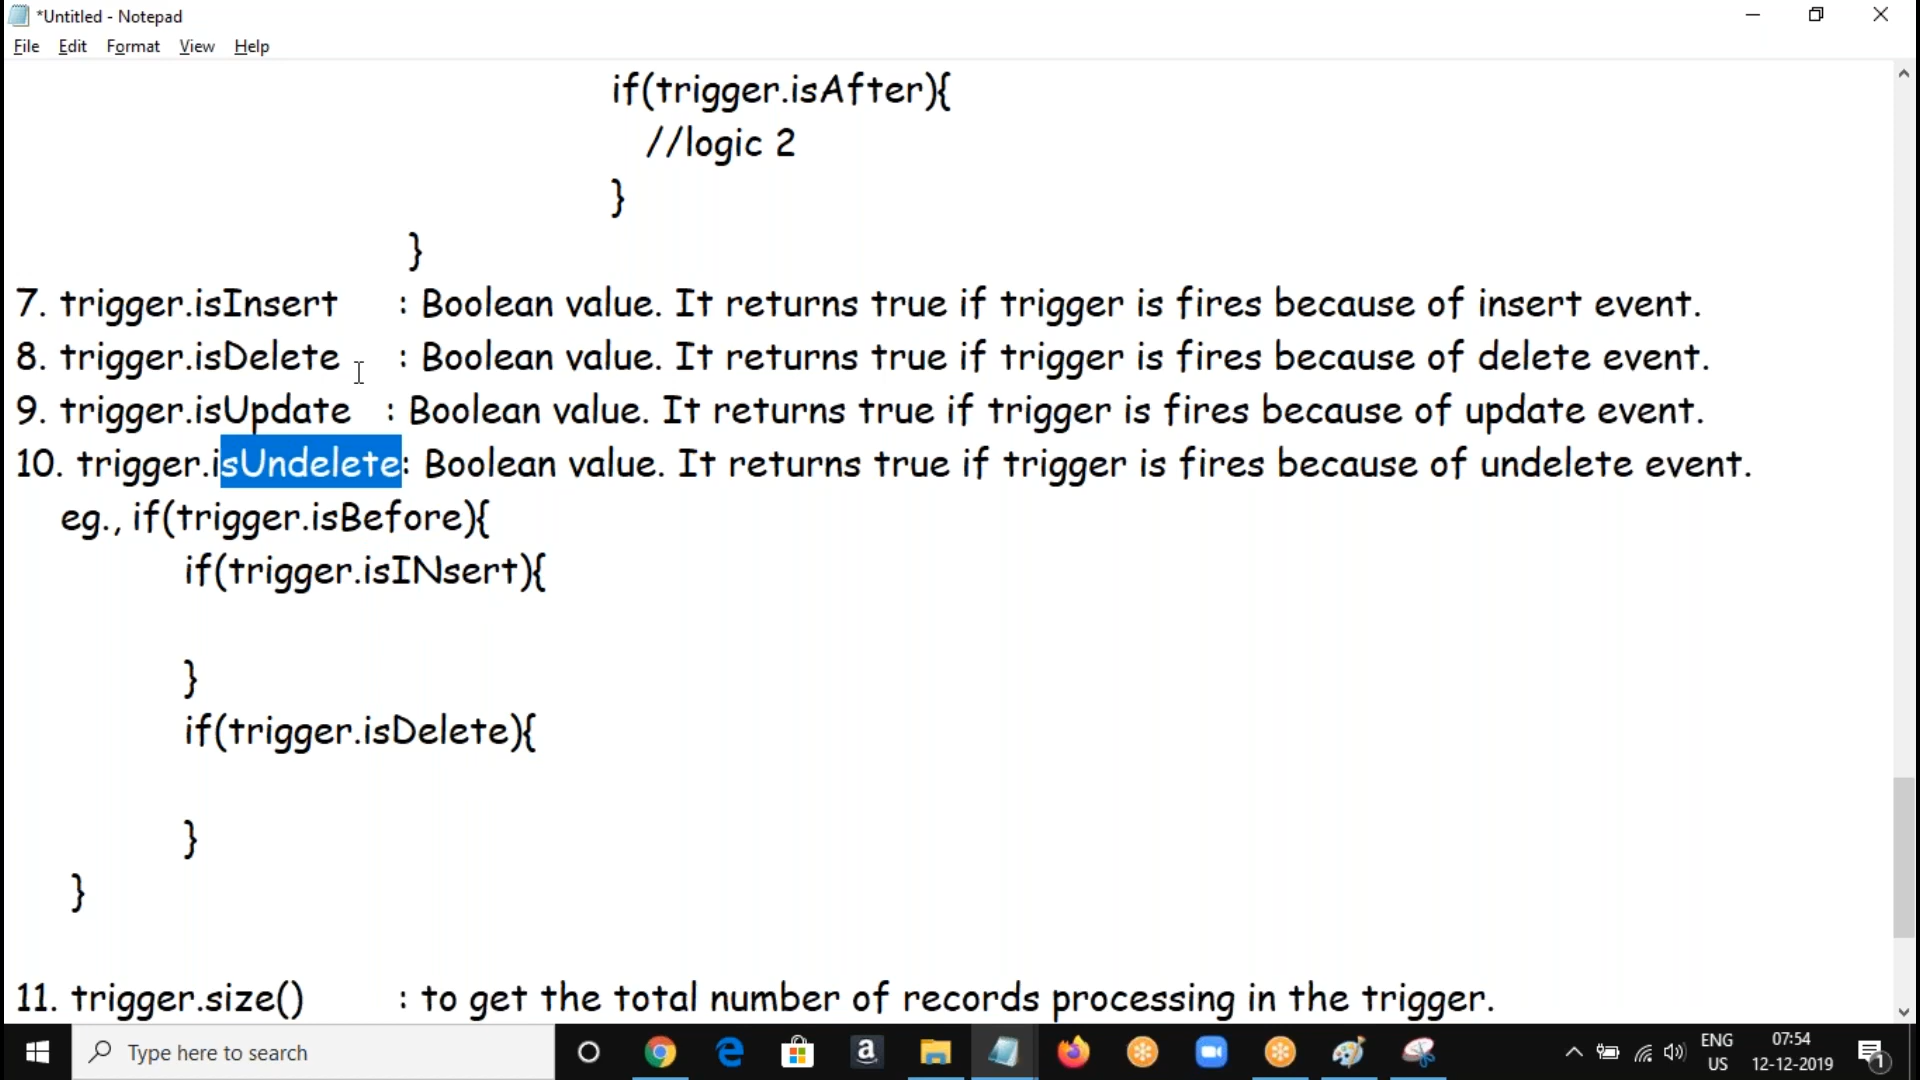 *Untitled - Notepad
File Edit Format View Help
if(trigger.isAfter){
//logic 2
}
}
7. trigger.isInsert : Boolean value. It returns true if trigger is fires because of insert event.
8. trigger.isDelete : Boolean value. It returns true if trigger is fires because of delete event.
9. trigger.isUpdate : Boolean value. It returns true if trigger is fires because of update event.
10. trigger.isUndelete: Boolean value. It returns true if trigger is fires because of undelete event.
eg., if(trigger.isBefore){
if(trigger.isINsert){
}
if(trigger.isDelete){
}
}
11. trigger.size() : to get the total number of records processing in the trigger.
Type here to search
ENG
US
07:54
12-12-2019
1